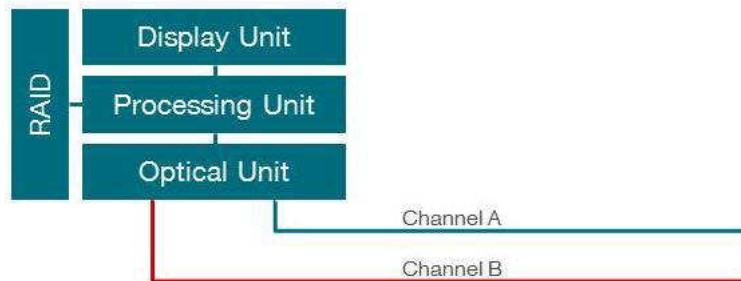 RAID
Display Unit
Processing Unit
Optical Unit
Channel A
Channel B